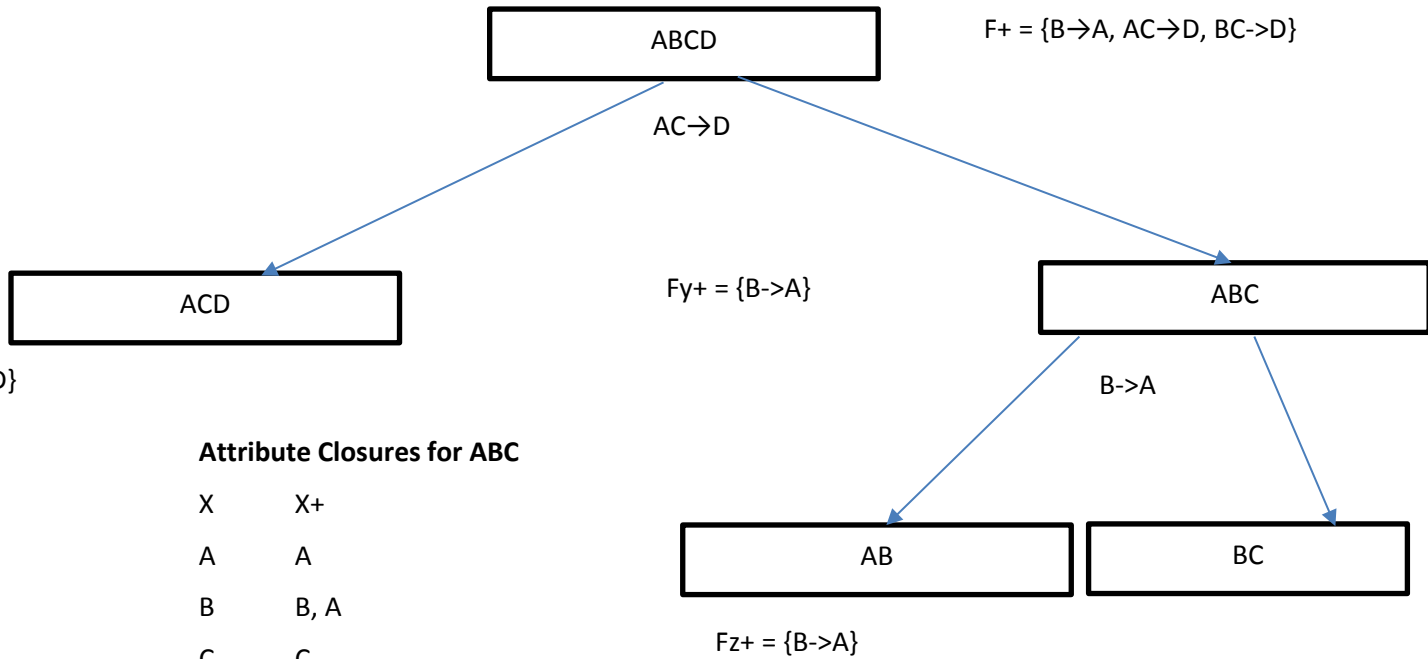 ABCD
F+ = {B→A, AC→D, BC->D}
AC→D
ACD
Fy+ = {B->A}
ABC
}
B->A
Attribute Closures for ABC
X X+
A A
AB
BC
B B, A
Fz+ = {B->A}
C C